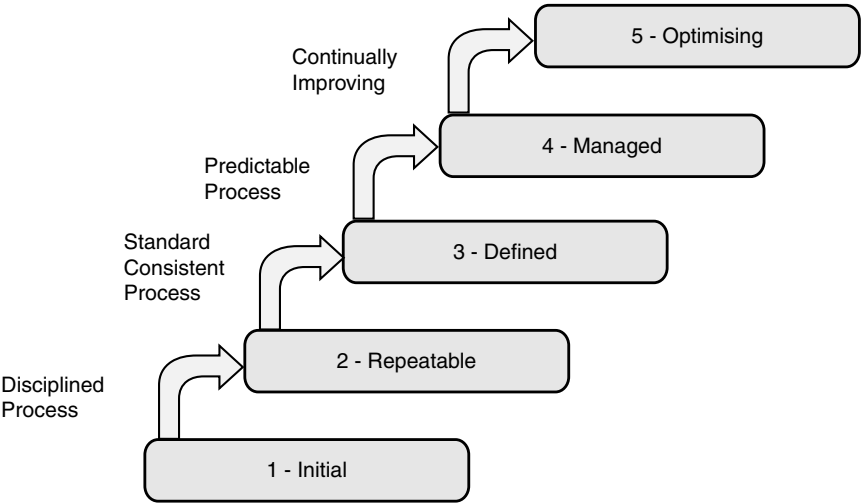 5 - Optimising
Continually
Improving
4 - Managed
Predictable
Process
3 - Defined
Standard
Consistent
Process
2 - Repeatable
Disciplined
Process
1 - Initial